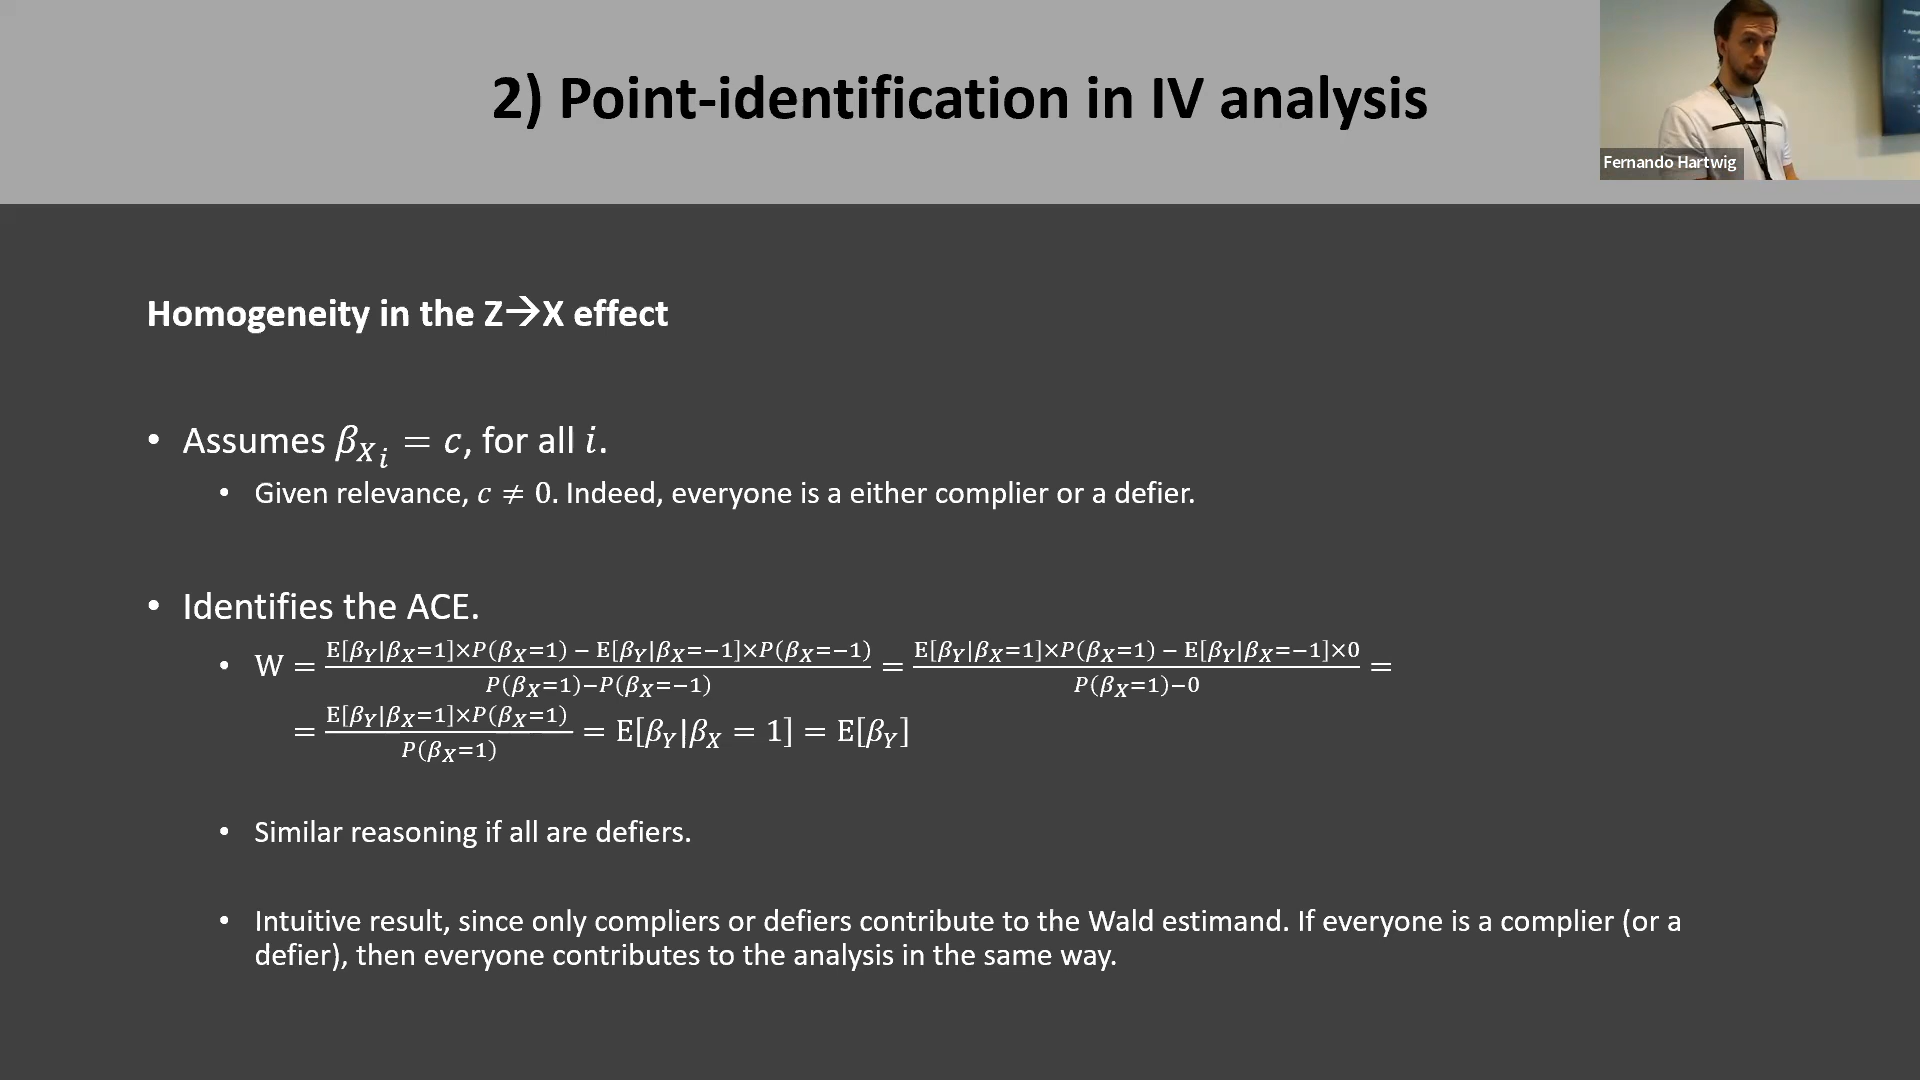 2) Point-identification in IV analysis
Fernando Hartwig
Homogeneity in the Z→X effect
• Assumes β_{X_i} = c, for all i.
• Given relevance, c ≠ 0. Indeed, everyone is a either complier or a defier.
• Identifies the ACE.
• W = \frac{E[β_Y|β_X=1]×P(β_X=1) − E[β_Y|β_X=−1]×P(β_X=−1)}{P(β_X=1)−P(β_X=−1)} = \frac{E[β_Y|β_X=1]×P(β_X=1) − E[β_Y|β_X=−1]×0}{P(β_X=1)−0} =
= \frac{E[β_Y|β_X=1]×P(β_X=1)}{P(β_X=1)} = E[β_Y|β_X = 1] = E[β_Y]
• Similar reasoning if all are defiers.
• Intuitive result, since only compliers or defiers contribute to the Wald estimand. If everyone is a complier (or a
defier), then everyone contributes to the analysis in the same way.